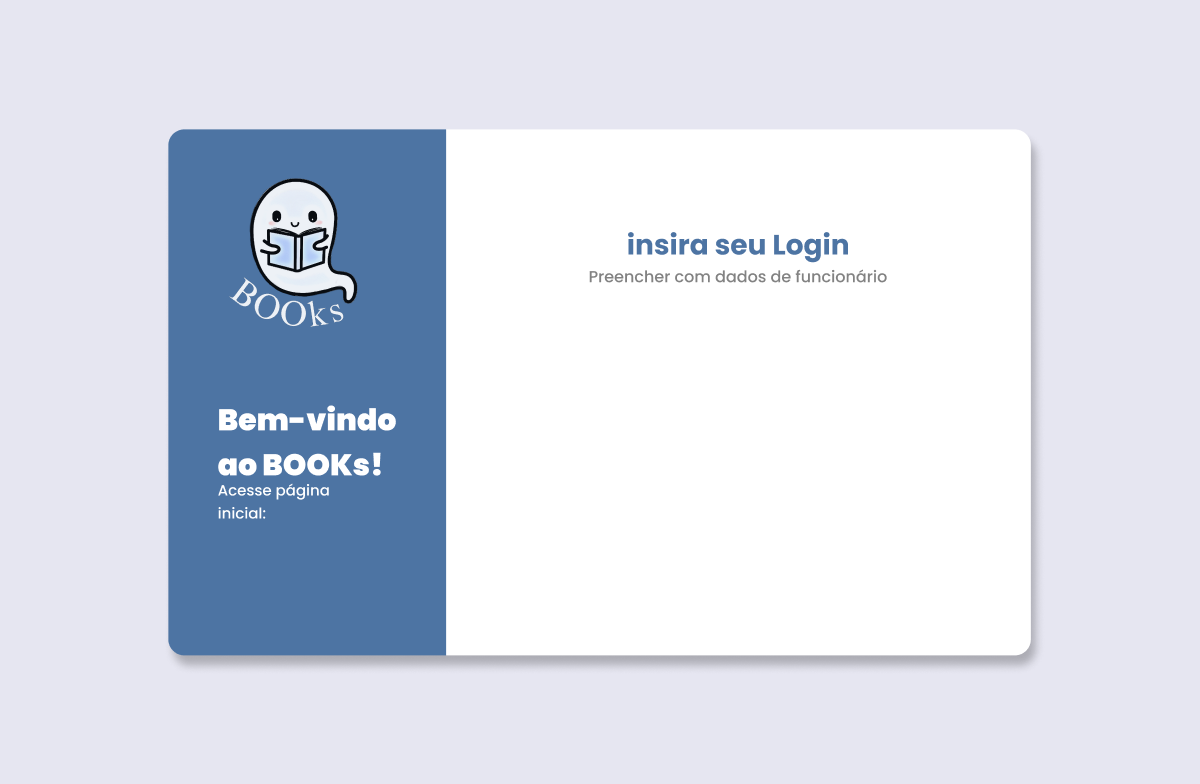 BOOks
Bem-vindo
ao BOOKs!
Acesse página
inicial:
insira seu Login
Preencher com dados de funcionário